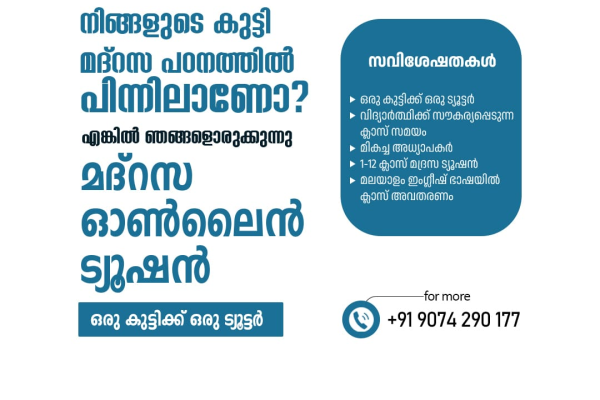 നിങ്ങളുടെ കുട്ടി
മദ്റസ പഠനത്തിൽ
പിന്നിലാണോ?
എങ്കിൽ ഞങ്ങളൊരുക്കുന്നു
മദ്റസ
ഓൺലൈൻ
ട്യൂഷൻ
ഒരു കുട്ടിക്ക് ഒരു ട്യൂട്ടർ
സവിശേഷതകൾ
ഒരു കുട്ടിക്ക് ഒരു ട്യൂട്ടർ
വിദ്യാർത്ഥിക്ക് സൗകര്യപ്പെടുന്ന
ക്ലാസ് സമയം
മികച്ച അധ്യാപകർ
1-12 ക്ലാസ് മദ്രസ ട്യൂഷൻ
മലയാളം ഇംഗ്ലീഷ് ഭാഷയിൽ
ക്ലാസ് അവതരണം
for more
+91 9074 290 177